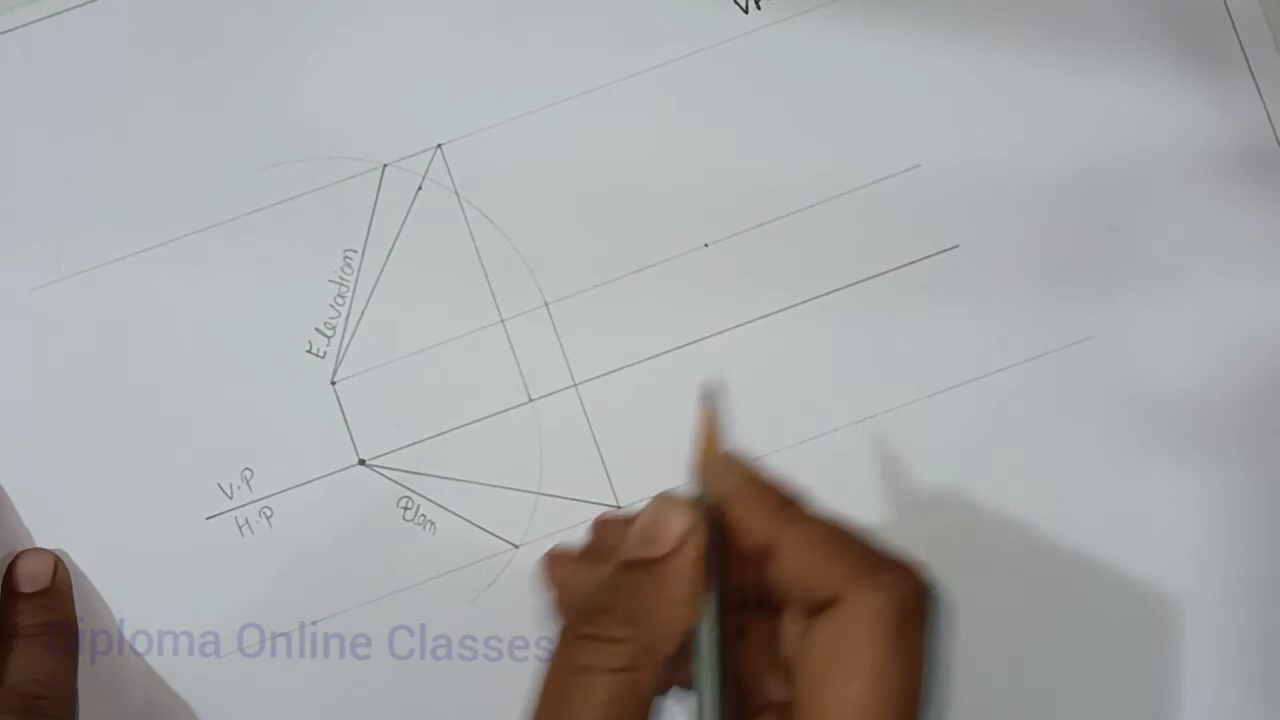 Elevation
V.P
H.P
Plan
Diploma Online Classes